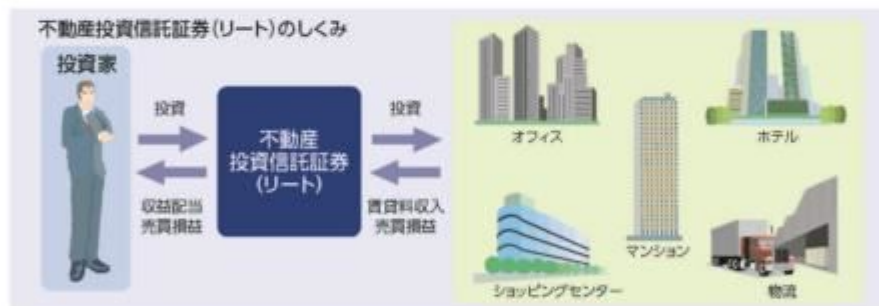 不動産投資信託証券(リート)のしくみ
投資家
投資
収益配当
売買損益
不動産
投資信託証券
(リート)
投資
賃貸料収入
売買損益
オフィス
ホテル
マンション
ショッピングセンター
物流